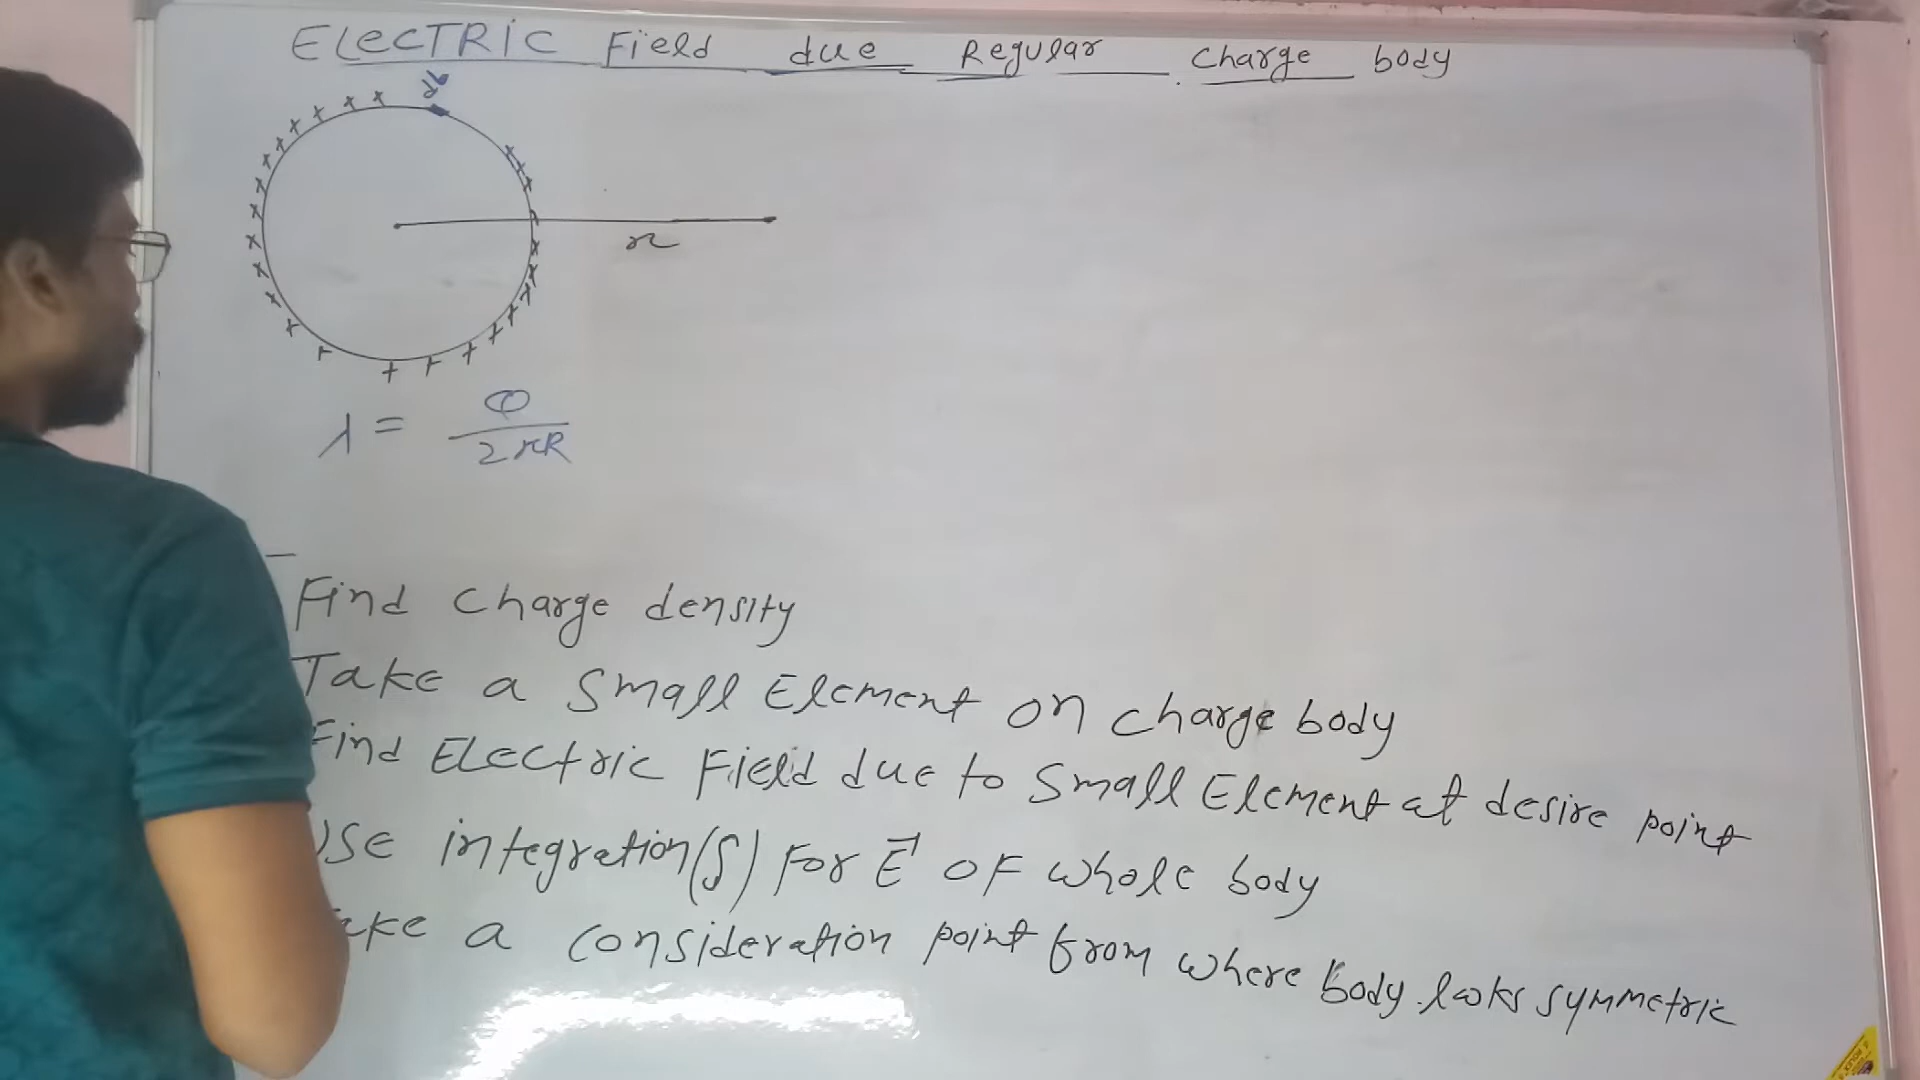 ELECTRIC Field due Regular charge body
dl
x
λ = Q / 2πR
Find charge density
Take a small Element on charge body
Find Electric Field due to small Element at desire point
USE integration(∫) For E⃗ OF whole body
Take a consideration point from where body looks symmetric